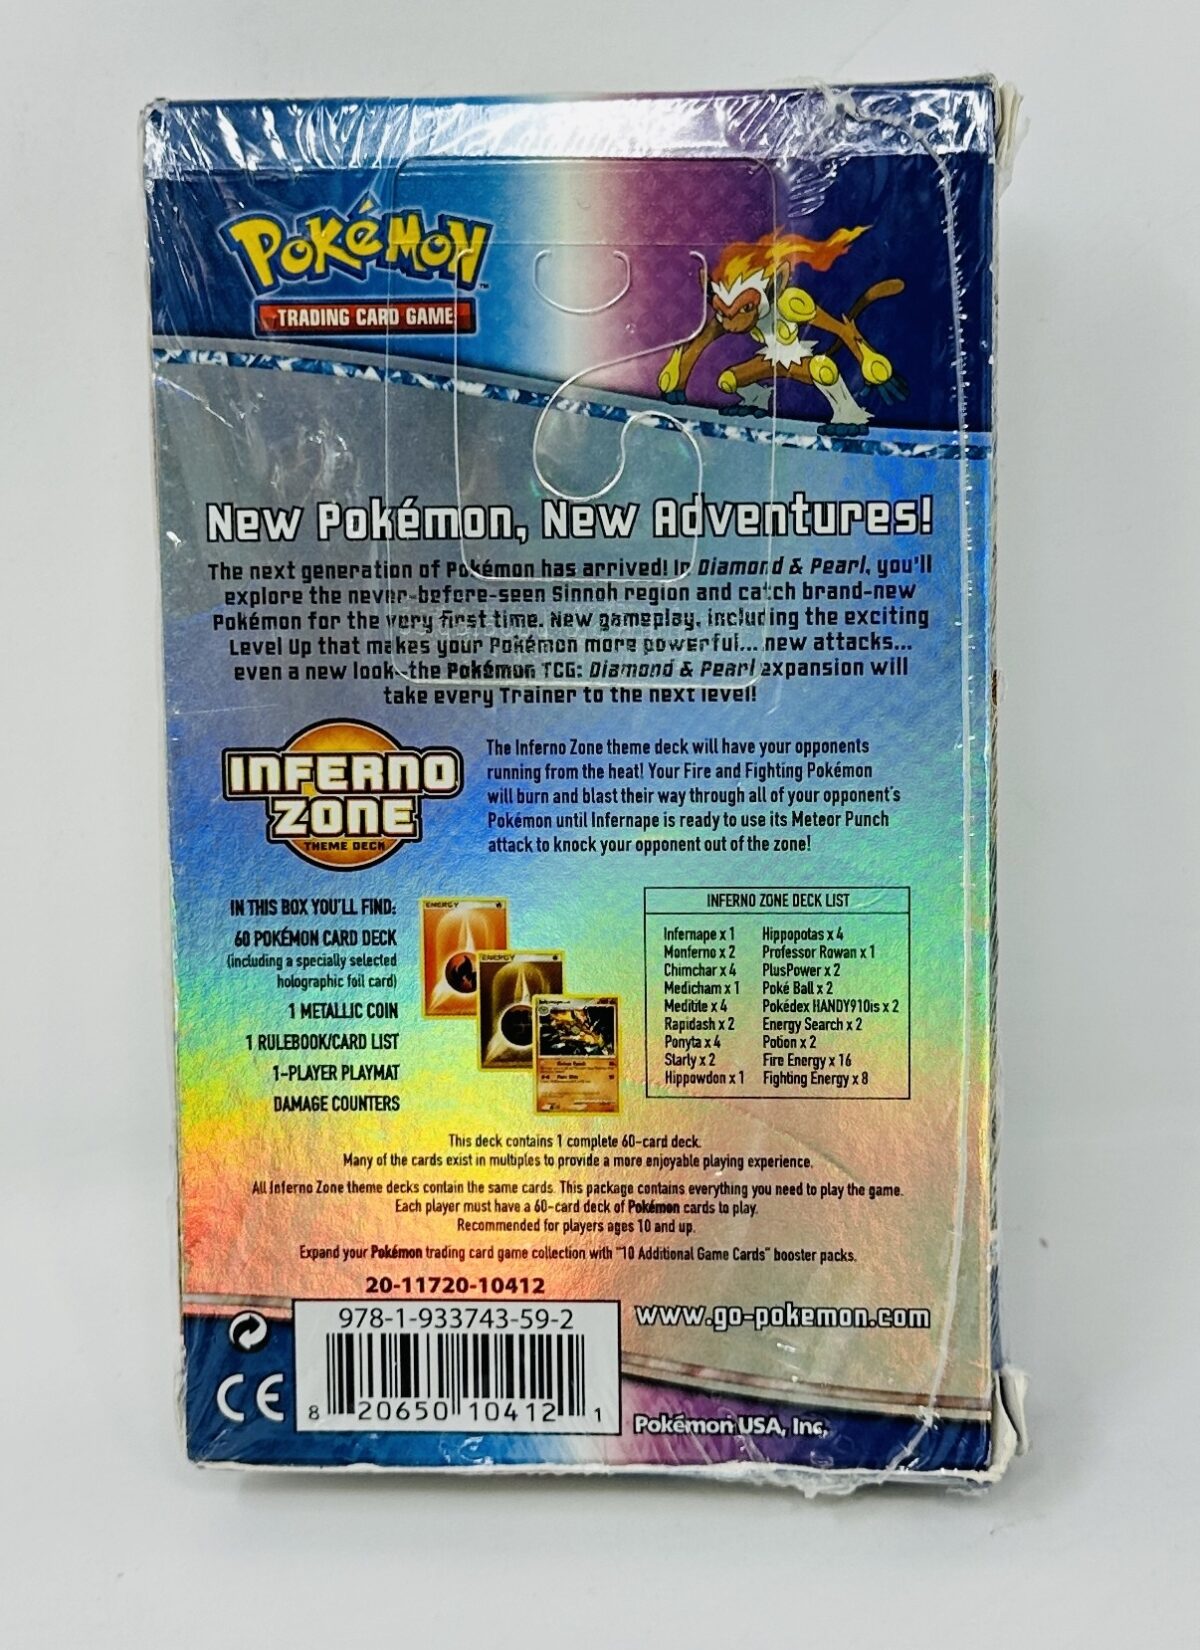 POKéMON
TRADING CARD GAME
New Pokémon, New Adventures!
The next generation of Pokémon has arrived! In Diamond & Pearl, you'll
explore the never-before-seen Sinnoh region and catch brand-new
Pokémon for the very first time. New gameplay, including the exciting
Level Up that makes your Pokémon more powerful... new attacks...
even a new look—the Pokémon TCG: Diamond & Pearl expansion will
take every Trainer to the next level!
INFERNO
ZONE
THEME DECK
The Inferno Zone theme deck will have your opponents
running from the heat! Your Fire and Fighting Pokémon
will burn and blast their way through all of your opponent's
Pokémon until Infernape is ready to use its Meteor Punch
attack to knock your opponent out of the zone!
IN THIS BOX YOU'LL FIND:
60 POKÉMON CARD DECK
(including a specially selected
holographic foil card)
1 METALLIC COIN
1 RULEBOOK/CARD LIST
1-PLAYER PLAYMAT
DAMAGE COUNTERS
ENERGY
ENERGY
INFERNO ZONE DECK LIST
Infernape x 1
Monferno x 2
Chimchar x 4
Medicham x 1
Meditite x 4
Rapidash x 2
Ponyta x 4
Starly x 2
Hippowdon x 1
Hippopotas x 4
Professor Rowan x 1
PlusPower x 2
Poké Ball x 2
Pokédex HANDY910is x 2
Energy Search x 2
Potion x 2
Fire Energy x 16
Fighting Energy x 8
This deck contains 1 complete 60-card deck.
Many of the cards exist in multiples to provide a more enjoyable playing experience.
All Inferno Zone theme decks contain the same cards. This package contains everything you need to play the game.
Each player must have a 60-card deck of Pokémon cards to play.
Recommended for players ages 10 and up.
Expand your Pokémon trading card game collection with "10 Additional Game Cards" booster packs.
20-11720-10412
978-1-933743-59-2
8 20650 10412 1
CE
www.go-pokemon.com
Pokémon USA, Inc.